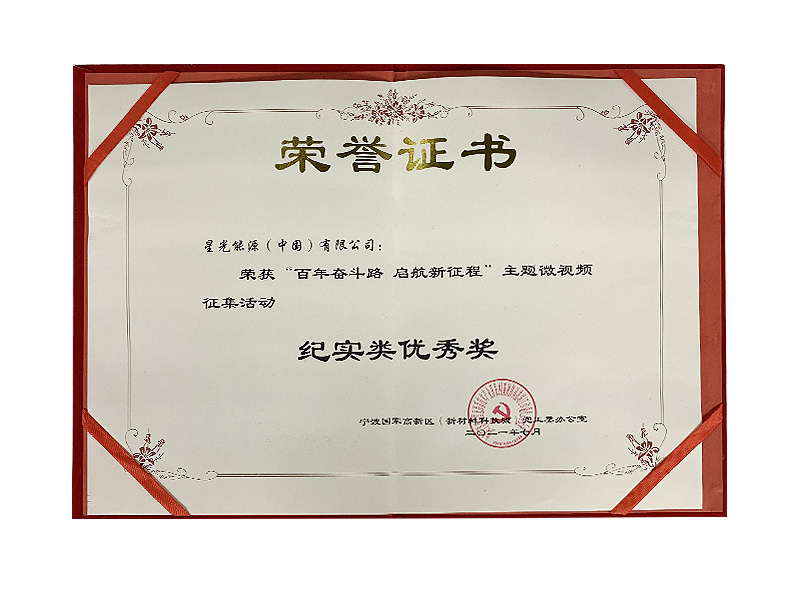 荣誉证书
星光能源（中国）有限公司：
荣获“百年奋斗路 启航新征程”主题微视频
征集活动
纪实类优秀奖
宁波国家高新区（新材料科技城）党工委办公室
二〇二一年七月